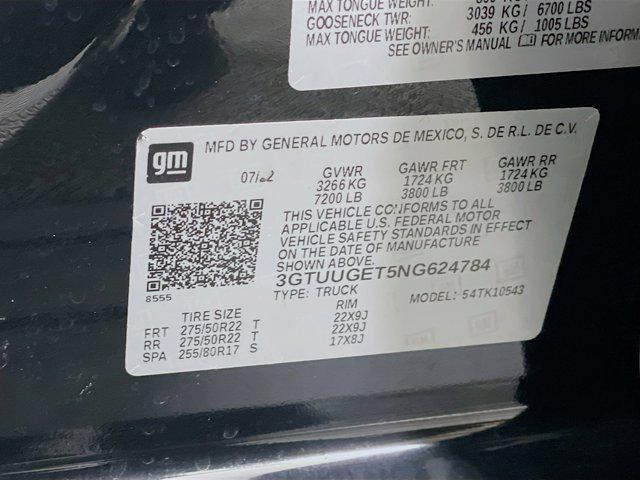 MAX TONGUE WEIGHT:
GOOSENECK TWR: 3039 KG / 6700 LBS
MAX TONGUE WEIGHT: 456 KG / 1005 LBS
SEE OWNER'S MANUAL FOR MORE INFORM
gm
MFD BY GENERAL MOTORS DE MEXICO, S. DE R.L. DE C.V.
07/22 GVWR GAWR FRT GAWR RR
3266 KG 1724 KG 1724 KG
7200 LB 3800 LB 3800 LB
THIS VEHICLE CONFORMS TO ALL
APPLICABLE U.S. FEDERAL MOTOR
VEHICLE SAFETY STANDARDS IN EFFECT
ON THE DATE OF MANUFACTURE SHOWN ABOVE.
3GTUUGET5NG624784
8555
TYPE: TRUCK MODEL: 54TK10543
TIRE SIZE RIM
FRT 275/50R22 T 22X9J
RR 275/50R22 T 22X9J
SPA 255/80R17 S 17X8J